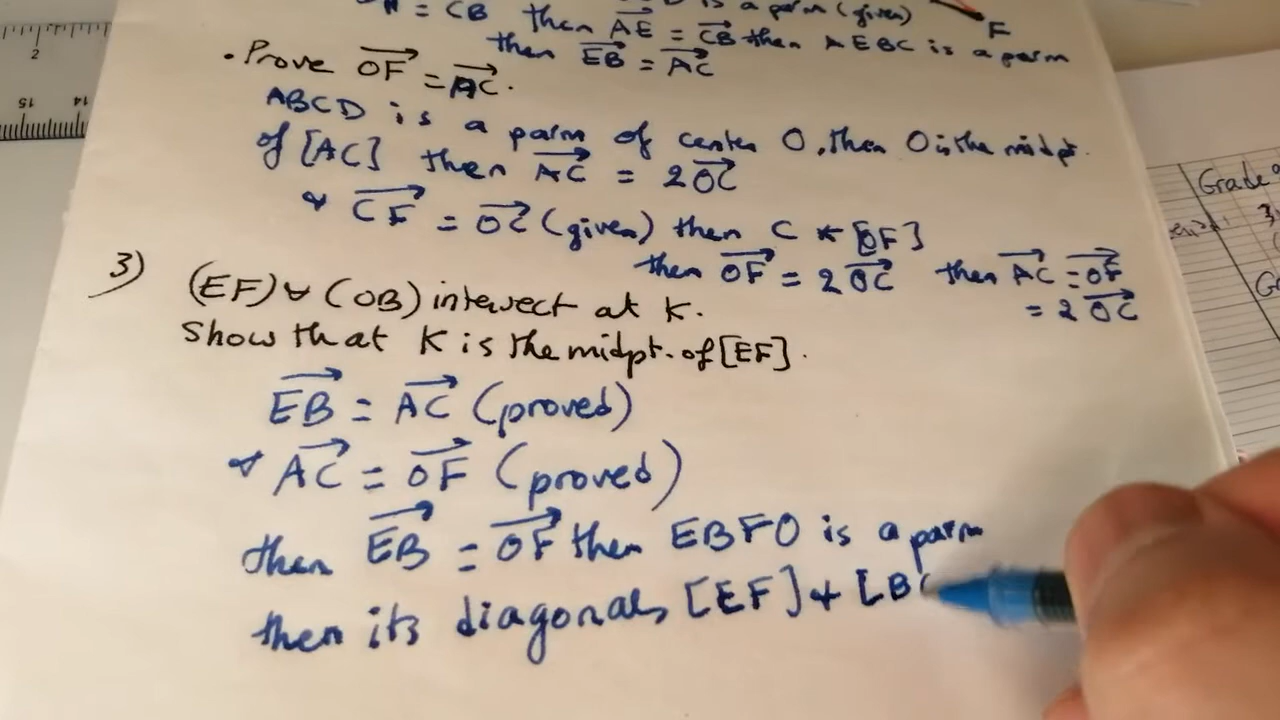 = CB then AE = CB then AEBC is a parm
is a parm (given)
F
then EB = AC
• Prove OF = AC.
ABCD is a parm of center O, then O is the midpt.
of [AC] then AC = 2OC
& CF = OC (given) then C * [OF]
then OF = 2OC then AC = OF
= 2OC
3) (EF) & (OB) intersect at K.
Show that K is the midpt. of [EF].
EB = AC (proved)
& AC = OF (proved)
then EB = OF then EBFO is a parm
then its diagonals [EF] & [B
Grade
2
15 14